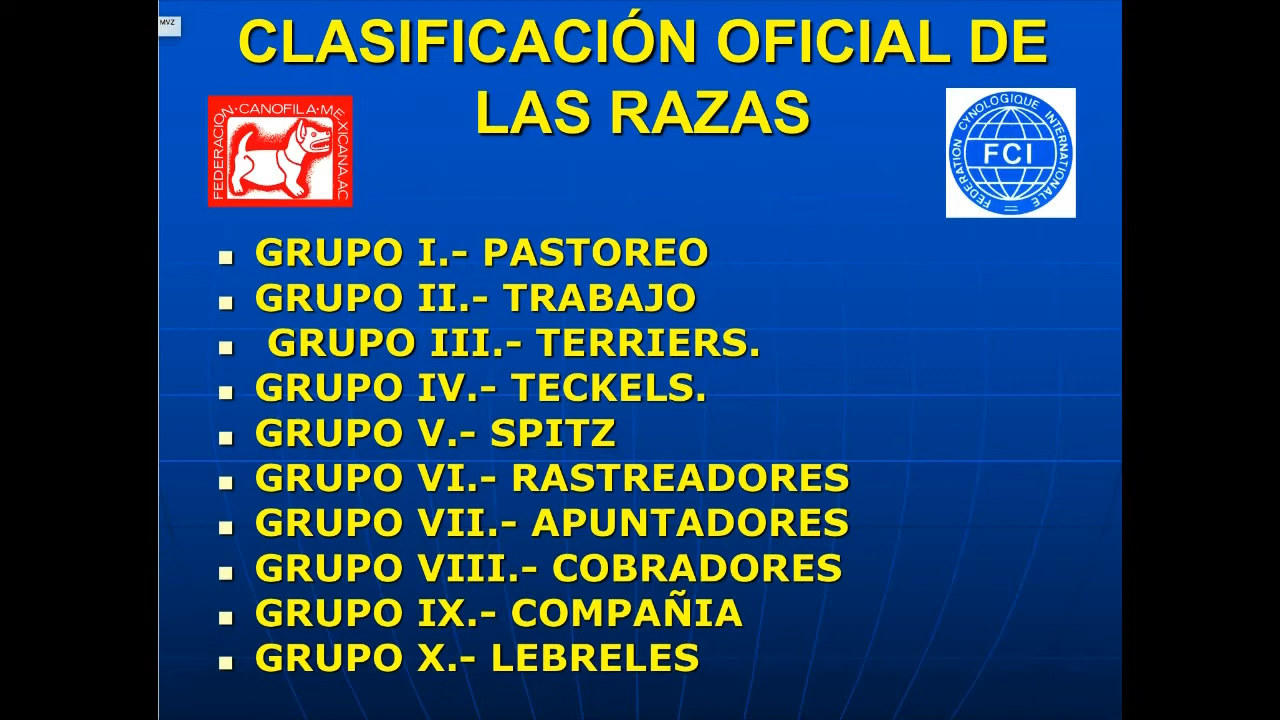 MVZ
CLASIFICACIÓN OFICIAL DE
LAS RAZAS
FEDERACION·CANOFILA·MEXICANA.AC
FEDERATION CYNOLOGIQUE INTERNATIONALE
FCI
GRUPO I.- PASTOREO
GRUPO II.- TRABAJO
GRUPO III.- TERRIERS.
GRUPO IV.- TECKELS.
GRUPO V.- SPITZ
GRUPO VI.- RASTREADORES
GRUPO VII.- APUNTADORES
GRUPO VIII.- COBRADORES
GRUPO IX.- COMPAÑIA
GRUPO X.- LEBRELES